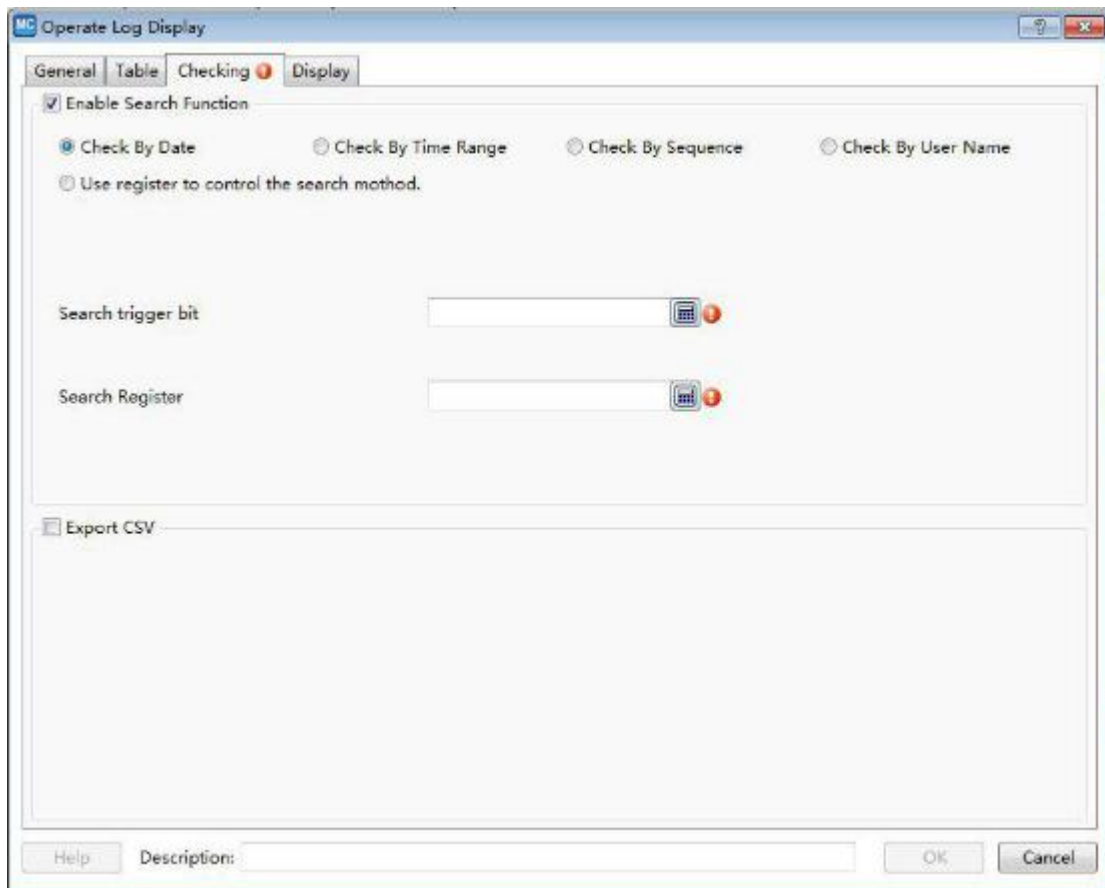 MC Operate Log Display
General Table Checking Display
Enable Search Function
Check By Date Check By Time Range Check By Sequence Check By User Name
Use register to control the search mothod.
Search trigger bit
Search Register
Export CSV
Help Description: OK Cancel